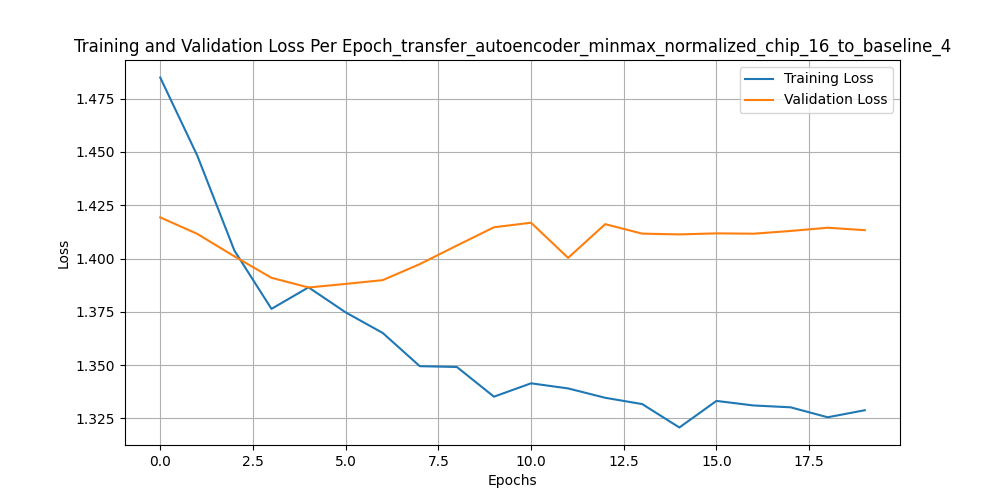 Training and Validation Loss Per Epoch_transfer_autoencoder_minmax_normalized_chip_16_to_baseline_4
Training Loss
Validation Loss
1.475
1.450
1.425
1.400
1.375
1.350
1.325
Loss
0.0 2.5 5.0 7.5 10.0 12.5 15.0 17.5
Epochs